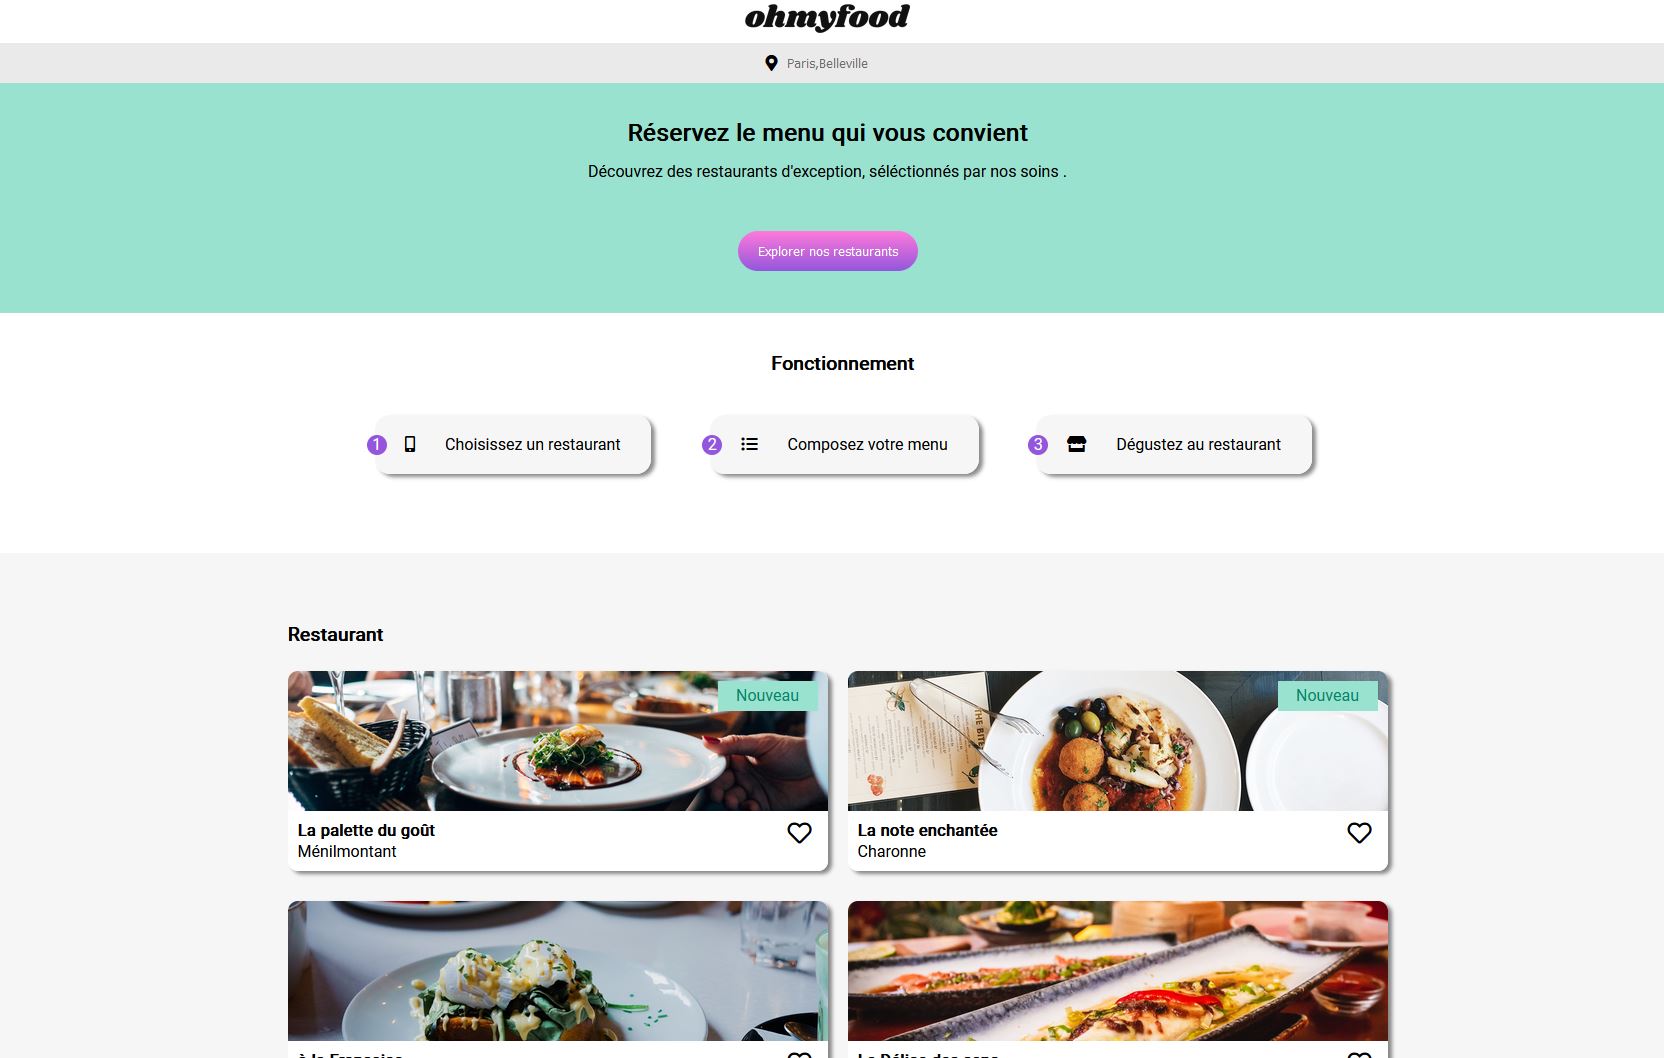 ohmyfood
Paris,Belleville
Réservez le menu qui vous convient
Découvrez des restaurants d'exception, séléctionnés par nos soins .
Explorer nos restaurants
Fonctionnement
1 Choisissez un restaurant
2 Composez votre menu
3 Dégustez au restaurant
Restaurant
Nouveau
La palette du goût
Ménilmontant
Nouveau
La note enchantée
Charonne